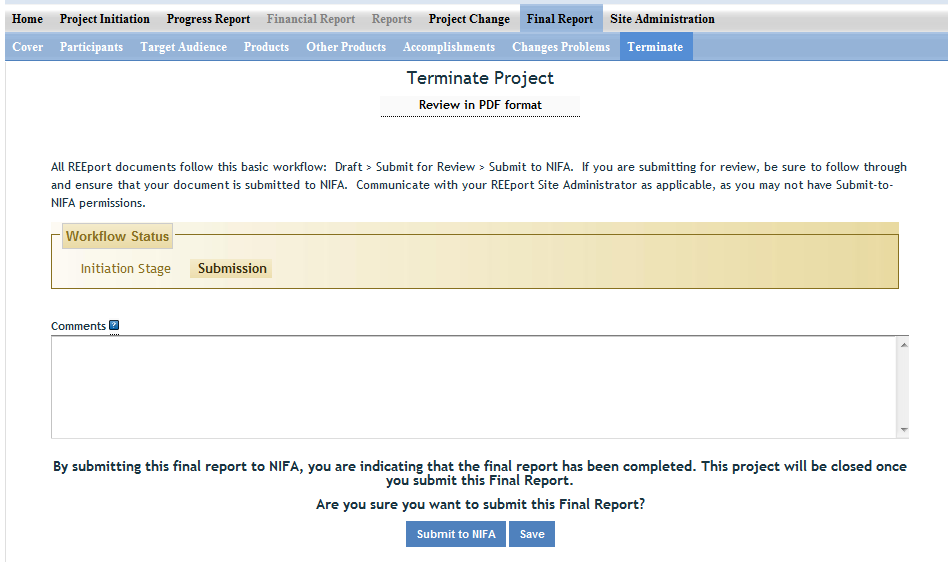 Home Project Initiation Progress Report Financial Report Reports Project Change Final Report Site Administration
Cover Participants Target Audience Products Other Products Accomplishments Changes Problems Terminate
Terminate Project
Review in PDF format
All REEport documents follow this basic workflow: Draft > Submit for Review > Submit to NIFA. If you are submitting for review, be sure to follow through
and ensure that your document is submitted to NIFA. Communicate with your REEport Site Administrator as applicable, as you may not have Submit-to-
NIFA permissions.
Workflow Status
Initiation Stage Submission
Comments ?
By submitting this final report to NIFA, you are indicating that the final report has been completed. This project will be closed once
you submit this Final Report.
Are you sure you want to submit this Final Report?
Submit to NIFA Save